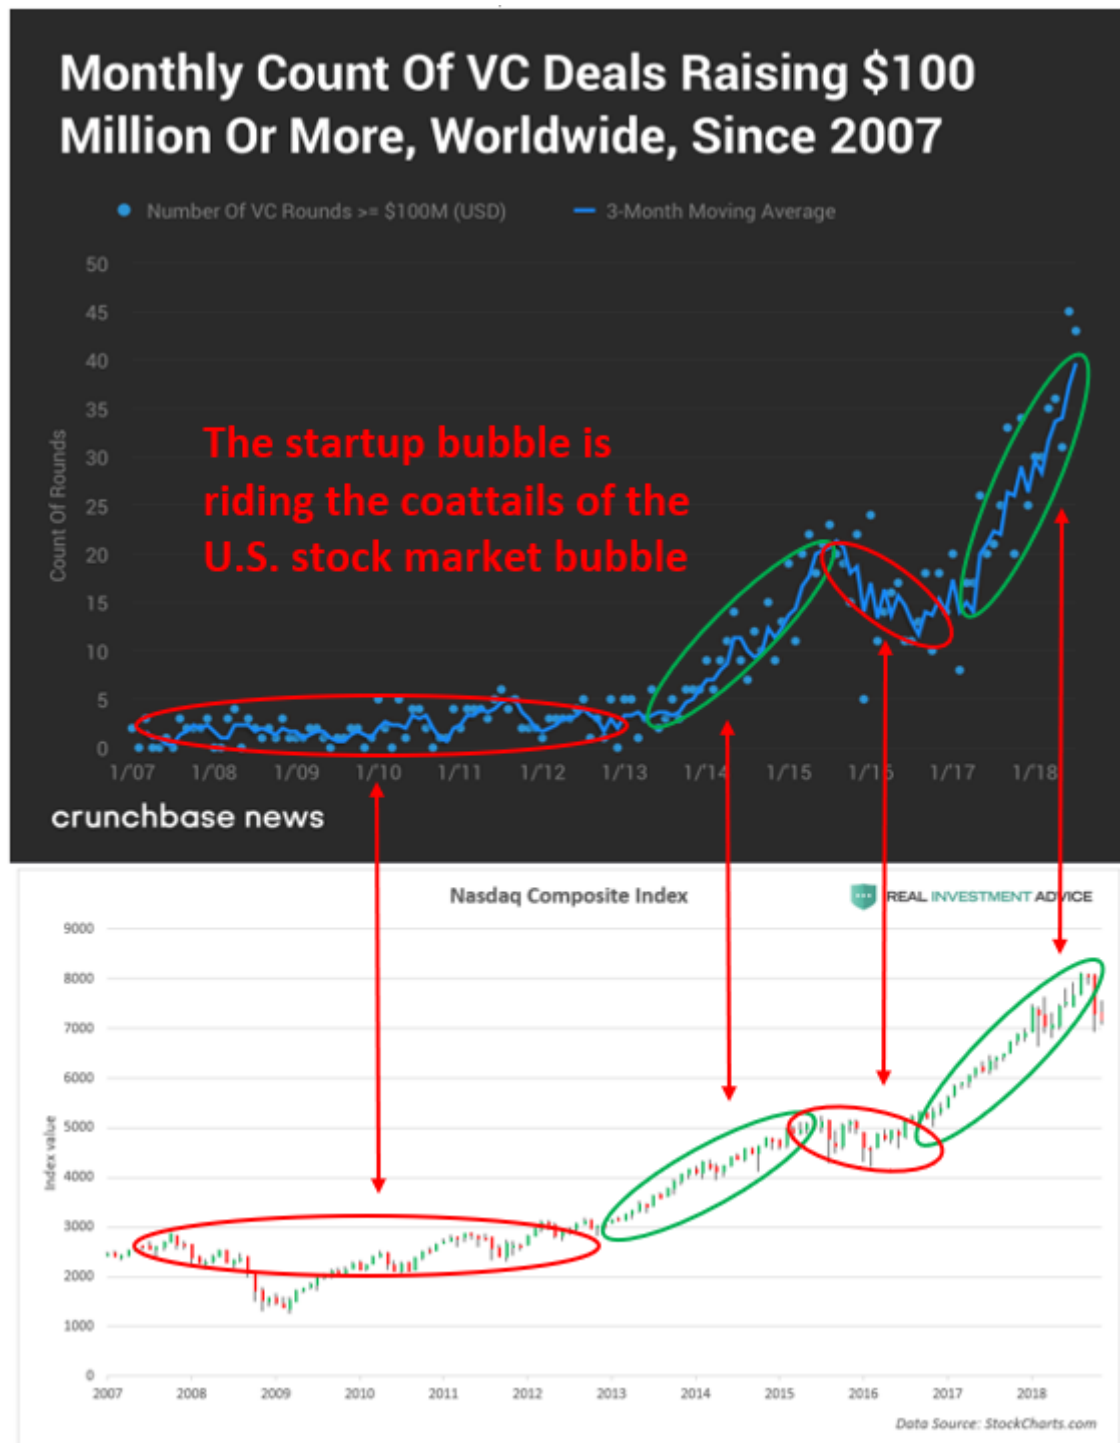 Monthly Count Of VC Deals Raising $100
Million Or More, Worldwide, Since 2007
Number Of VC Rounds >= $100M (USD)
3-Month Moving Average
50
45
40
35
30
25
20
15
10
5
0
Count Of Rounds
The startup bubble is
riding the coattails of the
U.S. stock market bubble
1/'07 1/'08 1/'09 1/'10 1/'11 1/'12 1/'13 1/'14 1/'15 1/'16 1/'17 1/'18
crunchbase news
Nasdaq Composite Index
REAL INVESTMENT ADVICE
9000
8000
7000
6000
5000
4000
3000
2000
1000
0
Index value
2007 2008 2009 2010 2011 2012 2013 2014 2015 2016 2017 2018
Data Source: StockCharts.com